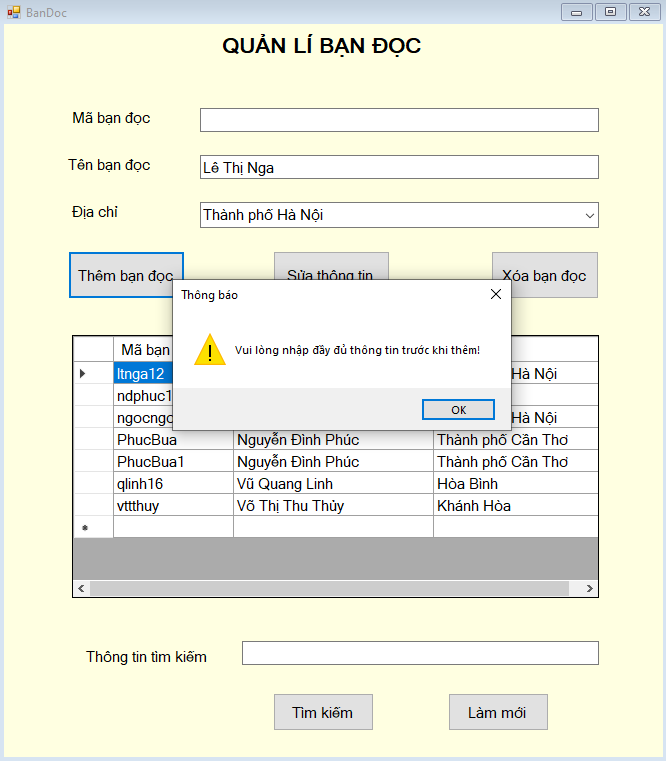 BanDoc
QUẢN LÍ BẠN ĐỌC
Mã bạn đọc
Tên bạn đọc Lê Thị Nga
Địa chỉ Thành phố Hà Nội
Thêm bạn đọc Sửa thông tin Xóa bạn đọc
Thông báo
Vui lòng nhập đầy đủ thông tin trước khi thêm!
OK
Mã bạn
ltnga12 Hà Nội
ndphuc1
ngocngo Hà Nội
PhucBua Nguyễn Đình Phúc Thành phố Cần Thơ
PhucBua1 Nguyễn Đình Phúc Thành phố Cần Thơ
qlinh16 Vũ Quang Linh Hòa Bình
vttthuy Võ Thị Thu Thủy Khánh Hòa
Thông tin tìm kiếm
Tìm kiếm Làm mới